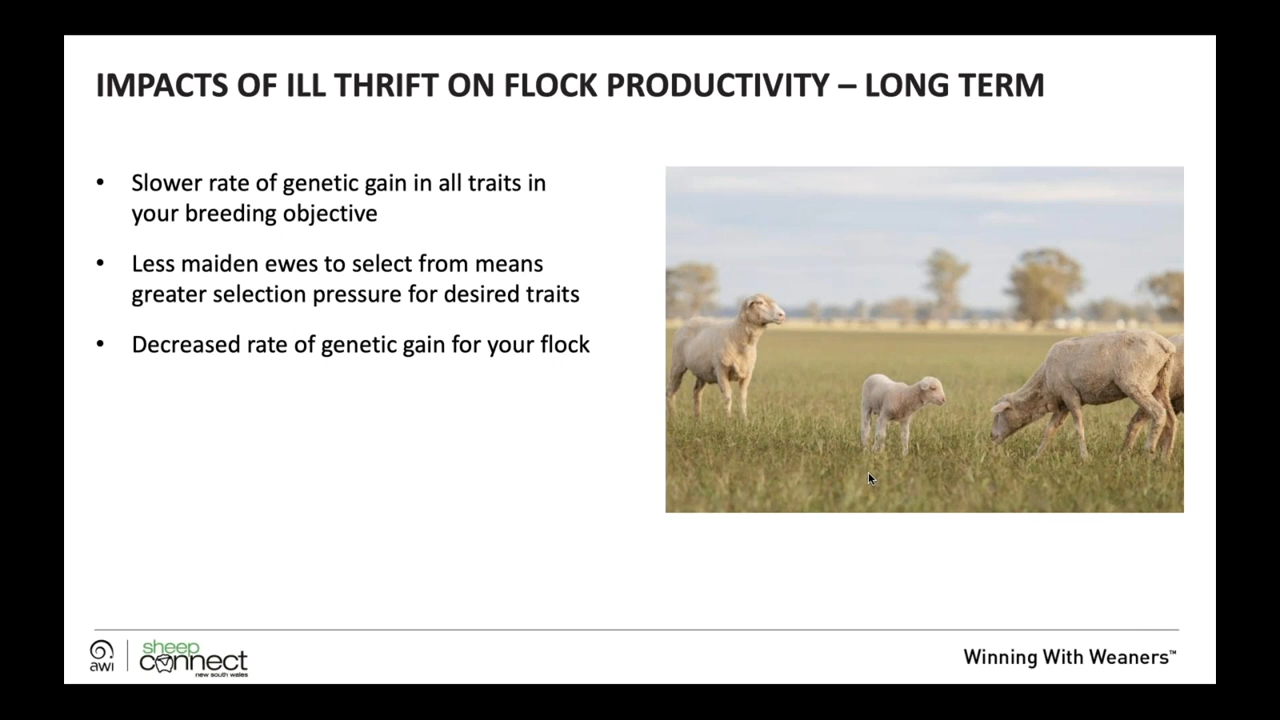 IMPACTS OF ILL THRIFT ON FLOCK PRODUCTIVITY – LONG TERM
• Slower rate of genetic gain in all traits in
your breeding objective
• Less maiden ewes to select from means
greater selection pressure for desired traits
• Decreased rate of genetic gain for your flock
awi
sheep
connect
new south wales
Winning With Weaners™